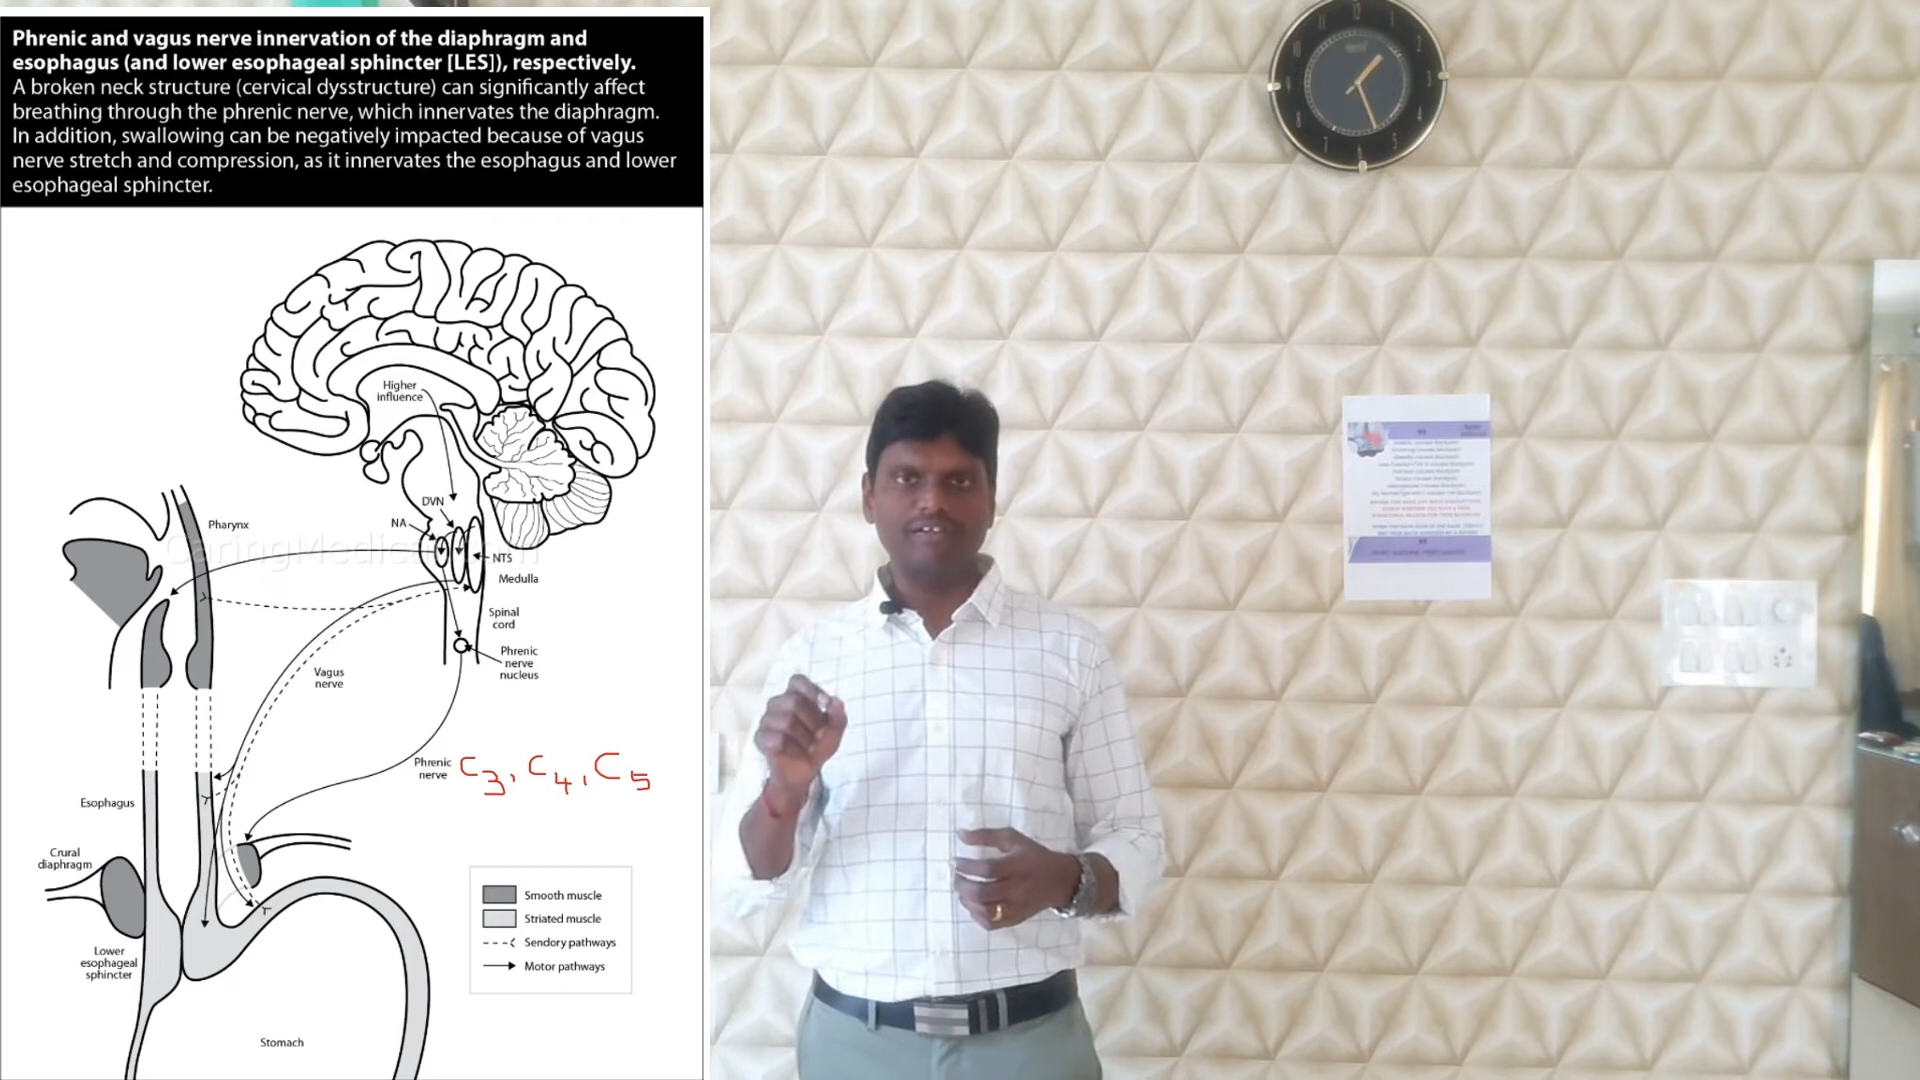 Phrenic and vagus nerve innervation of the diaphragm and
esophagus (and lower esophageal sphincter [LES]), respectively.
A broken neck structure (cervical dysstructure) can significantly affect
breathing through the phrenic nerve, which innervates the diaphragm.
In addition, swallowing can be negatively impacted because of vagus
nerve stretch and compression, as it innervates the esophagus and lower
esophageal sphincter.
Higher
influence
DVN
NA
Pharynx
CaringMedica
NTS
Medulla
Spinal
cord
Phrenic
nerve
nucleus
Vagus
nerve
Phrenic
nerve
C3, C4, C5
Esophagus
Crural
diaphragm
Smooth muscle
Striated muscle
Sendory pathways
Motor pathways
Lower
esophageal
sphincter
Stomach